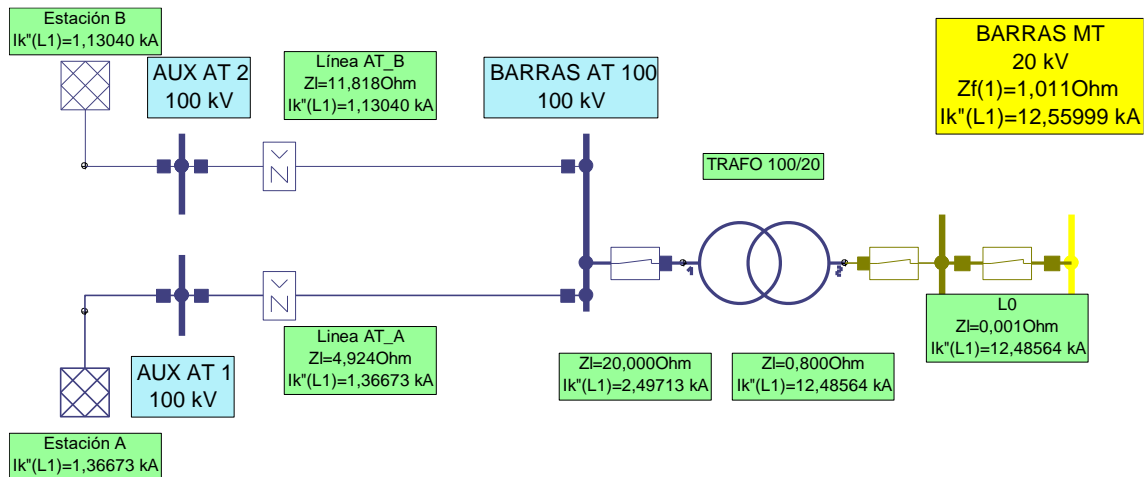 Estación B
Ik"(L1)=1,13040 kA
AUX AT 2
100 kV
Línea AT_B
Zl=11,818Ohm
Ik"(L1)=1,13040 kA
BARRAS AT 100
100 kV
BARRAS MT
20 kV
Zf(1)=1,011Ohm
Ik"(L1)=12,55999 kA
TRAFO 100/20
1
2
Linea AT_A
Zl=4,924Ohm
Ik"(L1)=1,36673 kA
AUX AT 1
100 kV
Estación A
Ik"(L1)=1,36673 kA
Zl=20,000Ohm
Ik"(L1)=2,49713 kA
Zl=0,800Ohm
Ik"(L1)=12,48564 kA
L0
Zl=0,001Ohm
Ik"(L1)=12,48564 kA